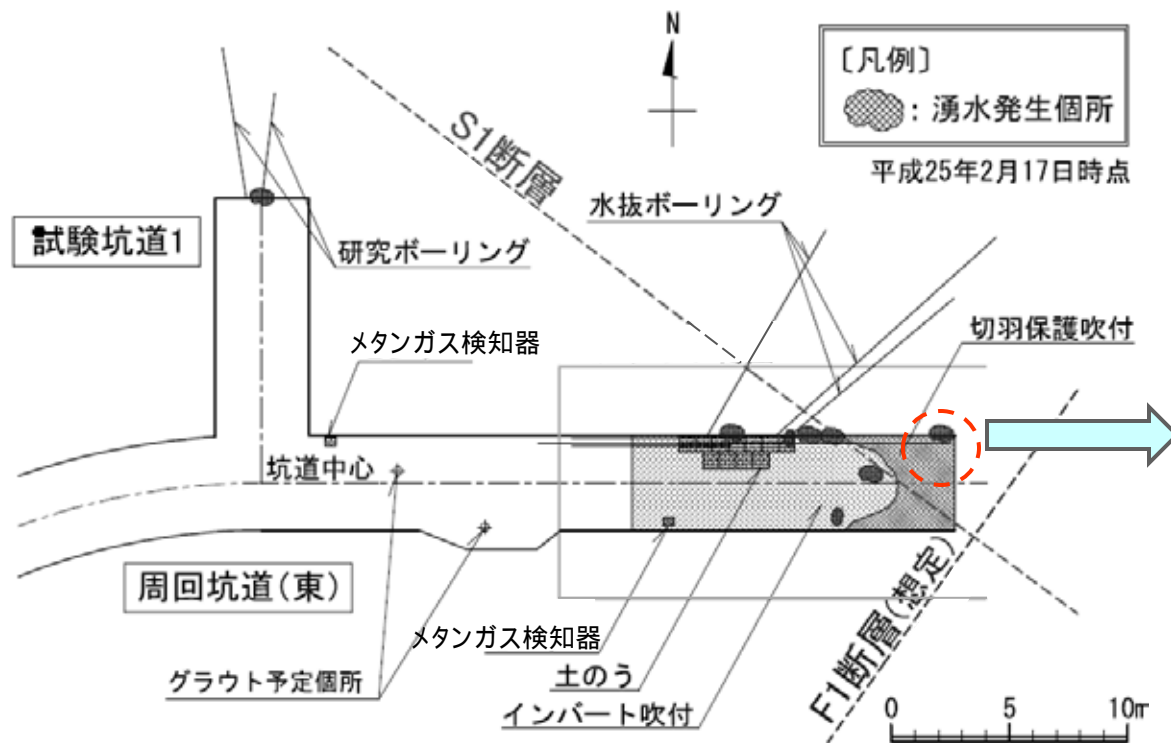 N
〔凡例〕
：湧水発生個所
平成25年2月17日時点
S1断層
水抜ボーリング
試験坑道1
研究ボーリング
切羽保護吹付
メタンガス検知器
坑道中心
周回坑道(東)
メタンガス検知器
グラウト予定個所
土のう
インバート吹付
F1断層(想定)
0 5 10m